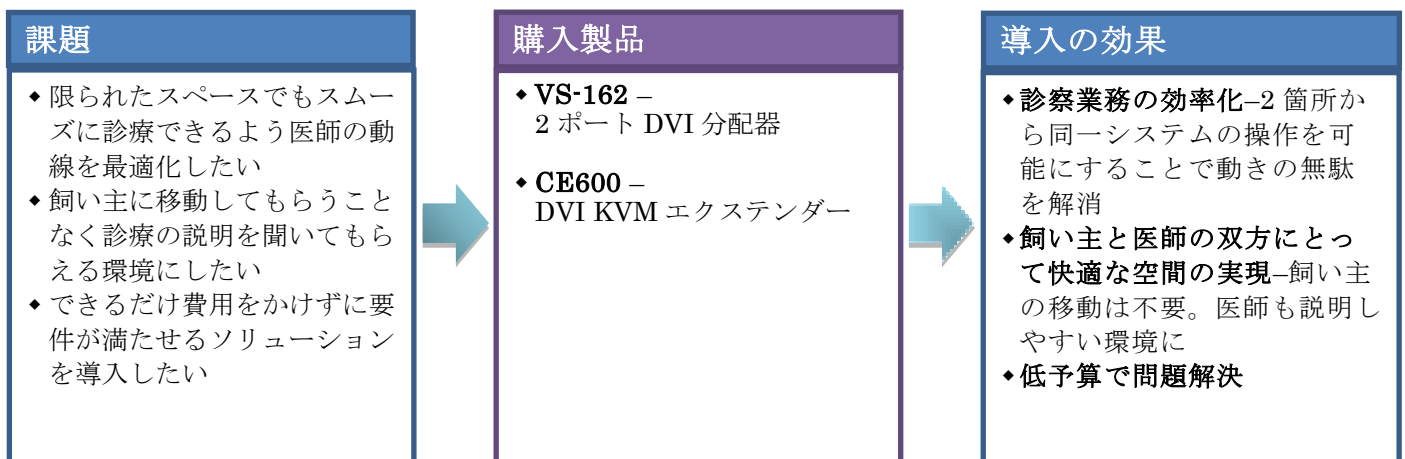 課題
◆限られたスペースでもスムー
ズに診療できるよう医師の動
線を最適化したい
◆飼い主に移動してもらうこと
なく診療の説明を聞いてもら
える環境にしたい
◆できるだけ費用をかけずに要
件が満たせるソリューション
を導入したい
購入製品
◆VS-162 –
2 ポート DVI 分配器
◆CE600 –
DVI KVM エクステンダー
導入の効果
◆診察業務の効率化–2 箇所か
ら同一システムの操作を可
能にすることで動きの無駄
を解消
◆飼い主と医師の双方にとっ
て快適な空間の実現–飼い主
の移動は不要。医師も説明し
やすい環境に
◆低予算で問題解決